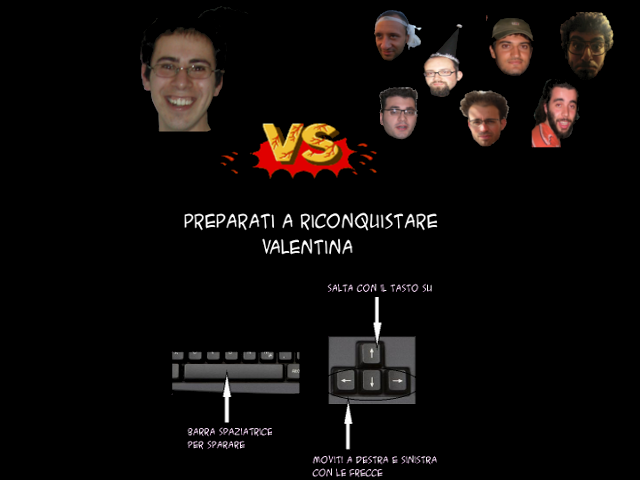 VS
PREPARATI A RICONQUISTARE
VALENTINA
SALTA CON IL TASTO SU
BARRA SPAZIATRICE
PER SPARARE
MOVITI A DESTRA E SINISTRA
CON LE FRECCE